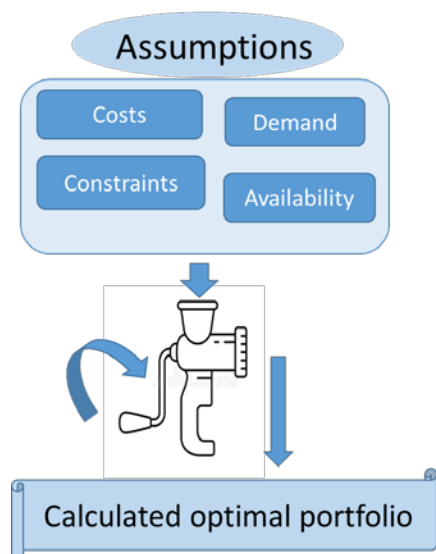 Assumptions
Costs
Demand
Constraints
Availability
Calculated optimal portfolio